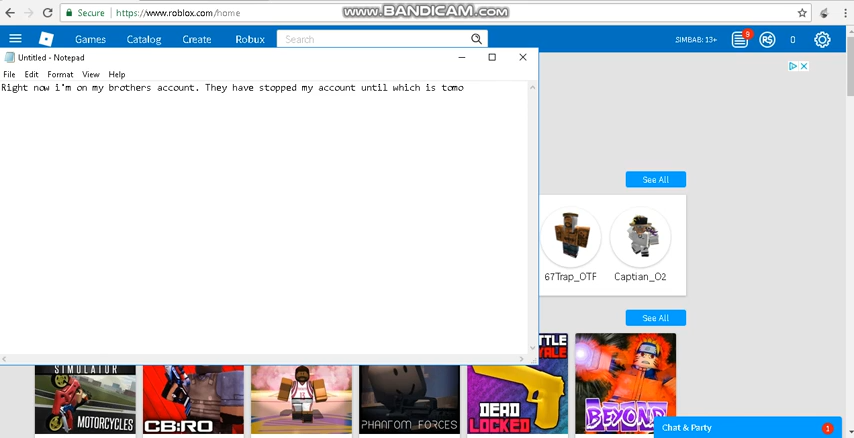 www.BANDICAM.com
Secure https://www.roblox.com/home
Games Catalog Create Robux Search SIMBAB: 13+ 9 R$ 0
Untitled - Notepad
File Edit Format View Help
Right now i'm on my brothers account. They have stopped my account until which is tomo
See All
67Trap_OTF Captian_O2
See All
SIMULATOR
MOTORCYCLES
CB:RO
PHANTOM FORCES
BATTLE
ROYALE
DEAD
LOCKED
BEYOND
Chat & Party 1